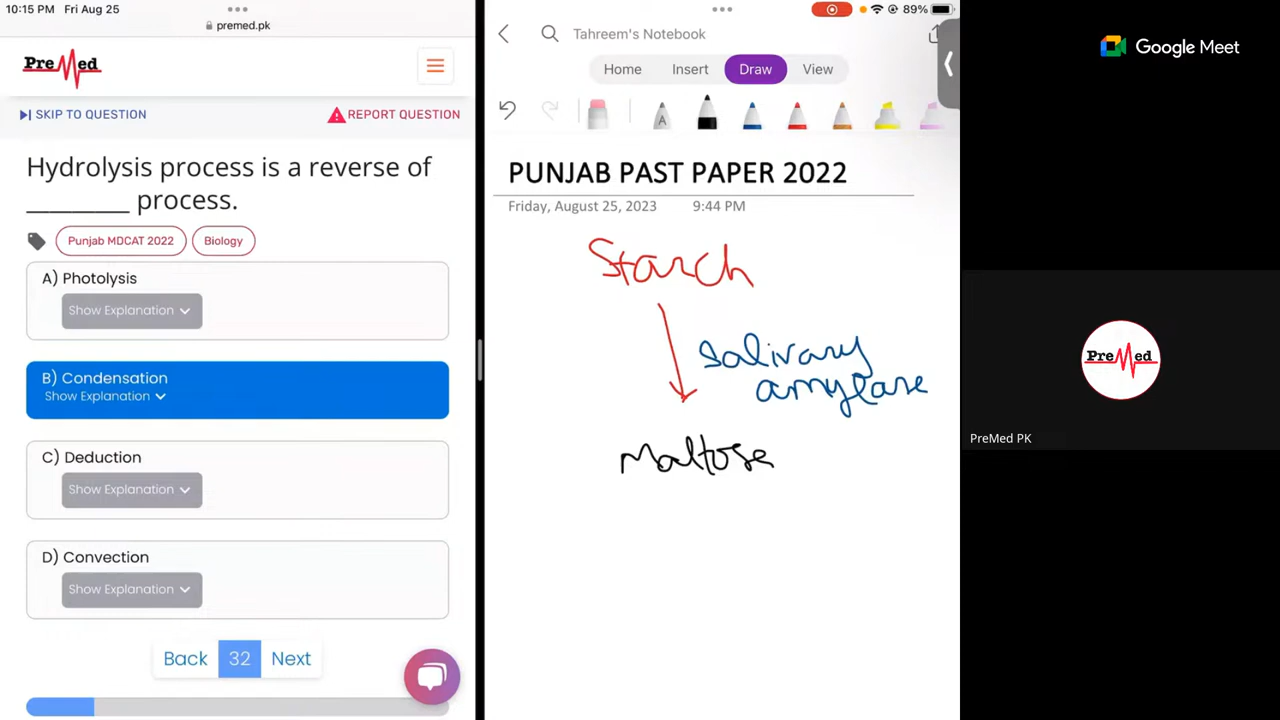 10:15 PM Fri Aug 25
premed.pk
PreMed
SKIP TO QUESTION
REPORT QUESTION
Hydrolysis process is a reverse of
________ process.
Punjab MDCAT 2022
Biology
A) Photolysis
Show Explanation
B) Condensation
Show Explanation
C) Deduction
Show Explanation
D) Convection
Show Explanation
Back 32 Next
89%
Tahreem's Notebook
Home Insert Draw View
A
PUNJAB PAST PAPER 2022
Friday, August 25, 2023 9:44 PM
Starch
Salivary
amylase
Maltose
Google Meet
PreMed
PreMed PK